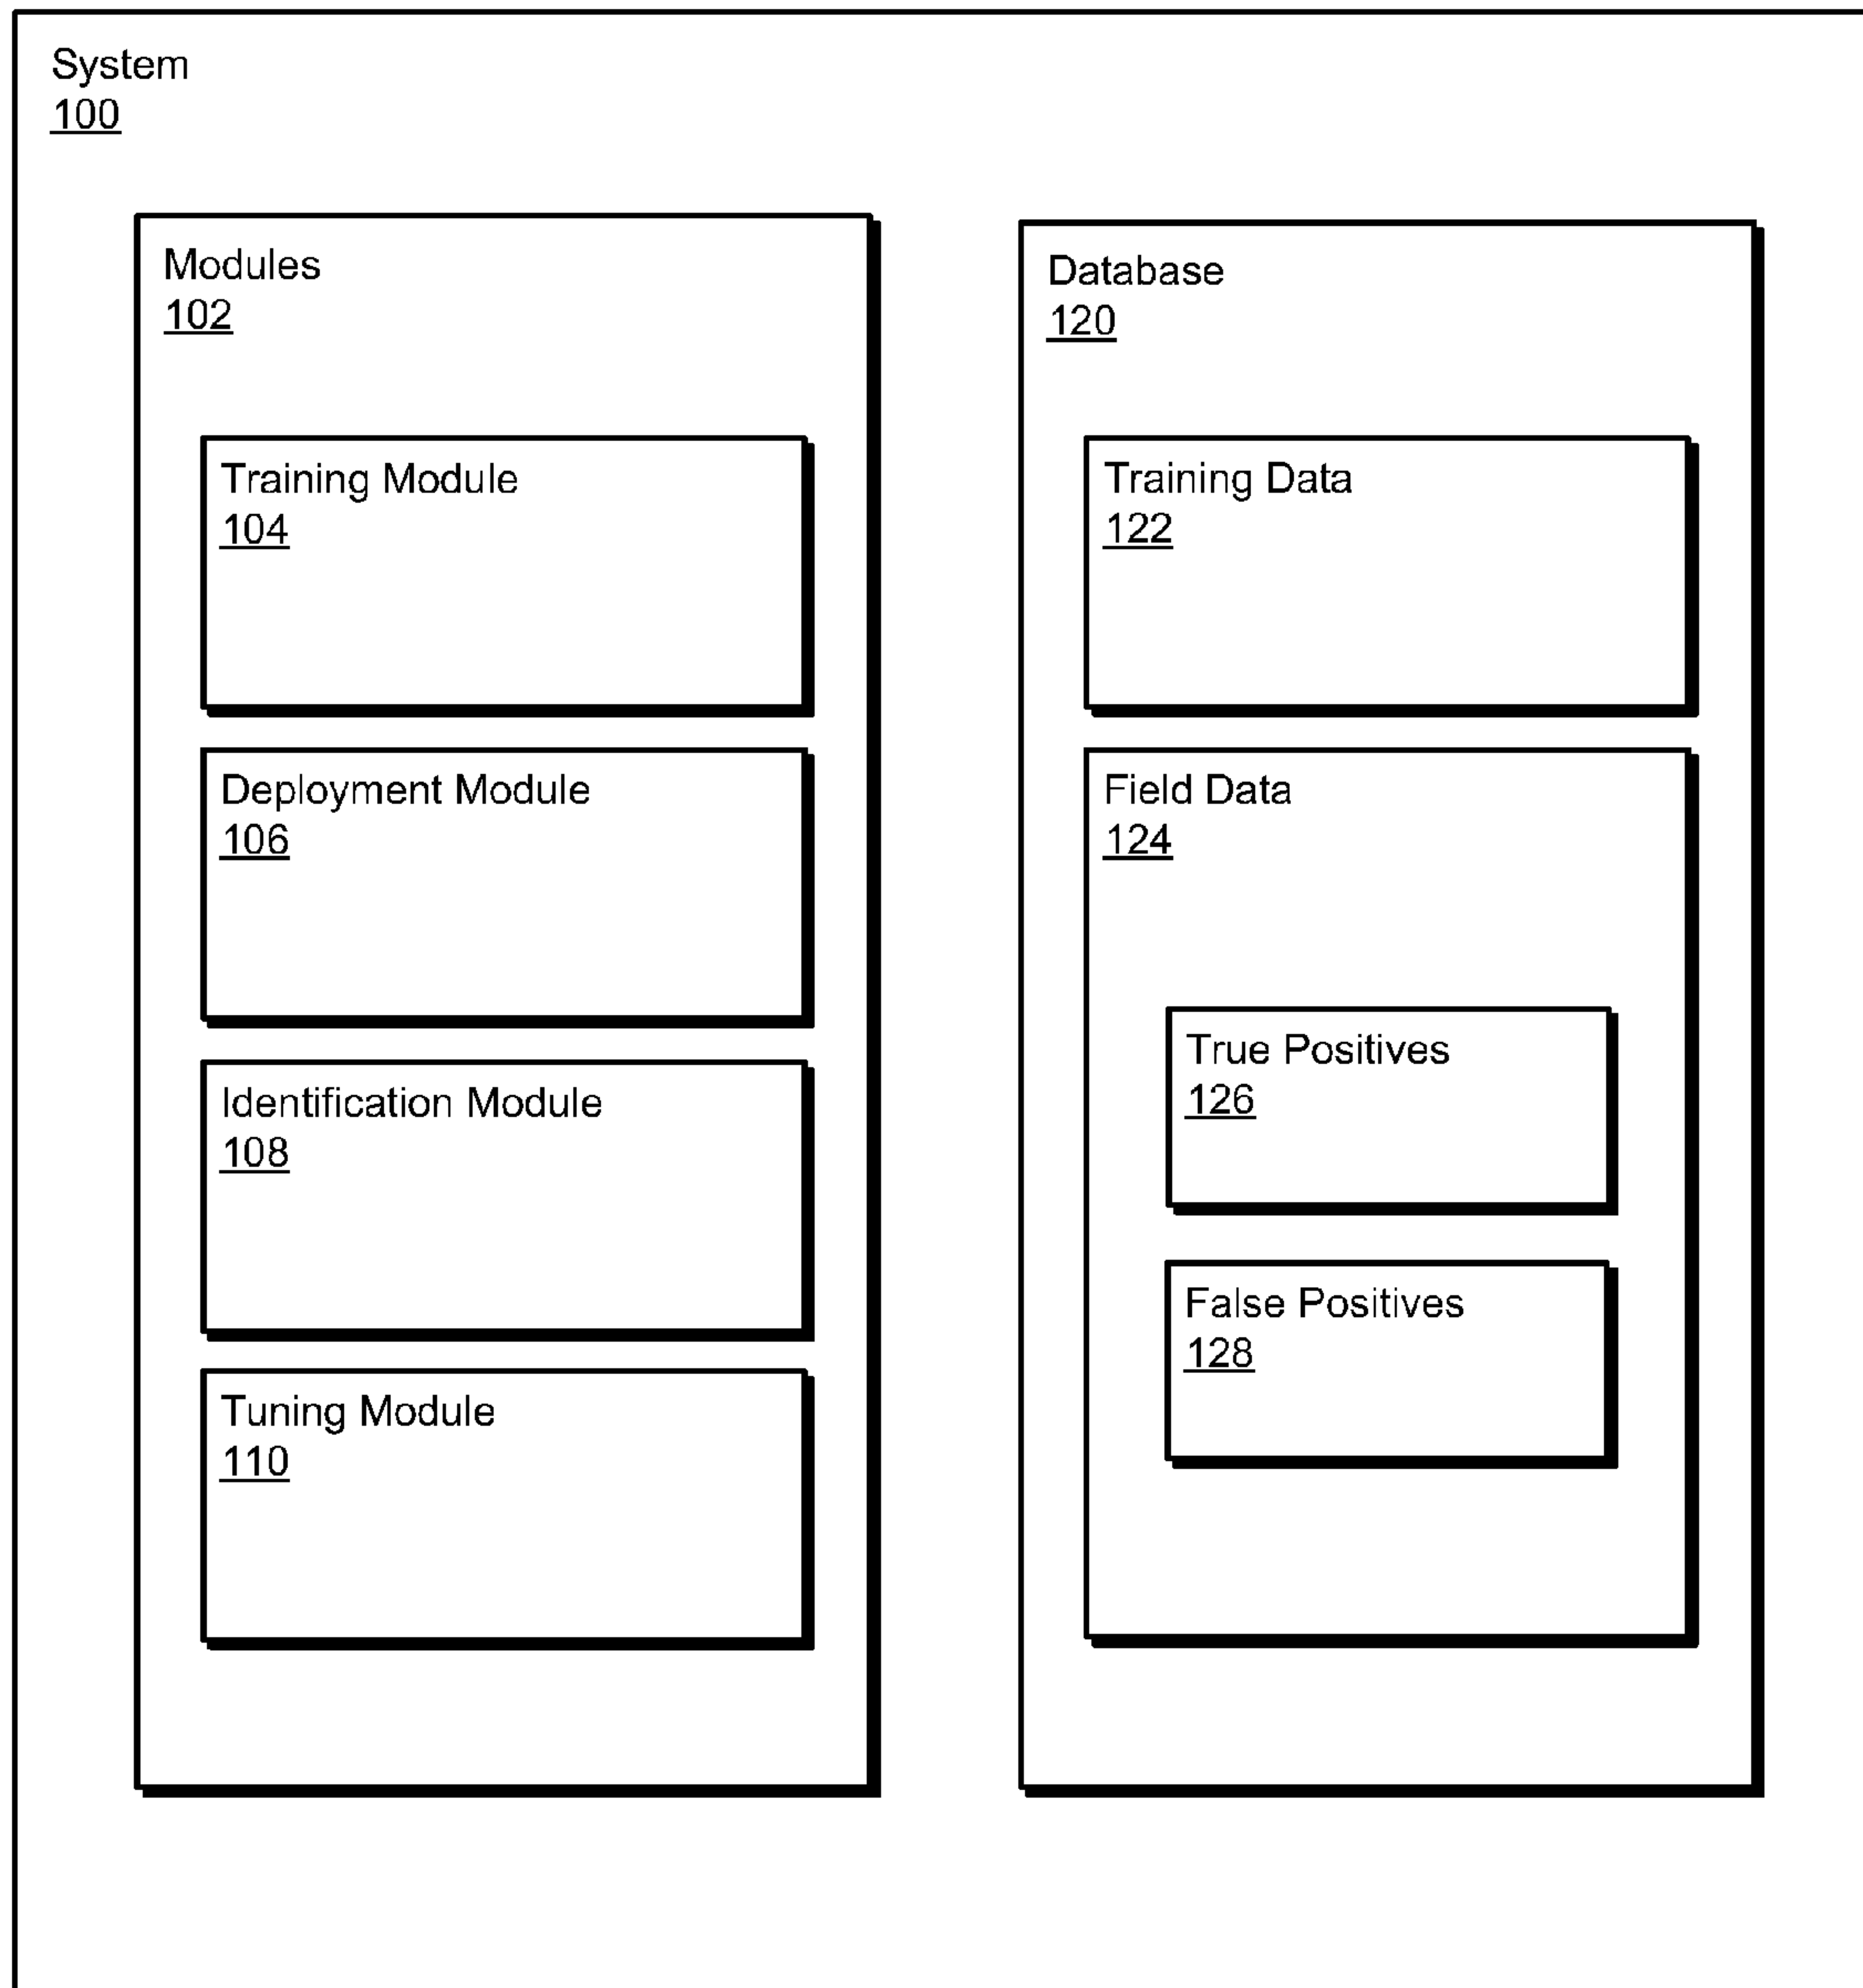 System
100
Modules
102
Training Module
104
Deployment Module
106
Identification Module
108
Tuning Module
110
Database
120
Training Data
122
Field Data
124
True Positives
126
False Positives
128